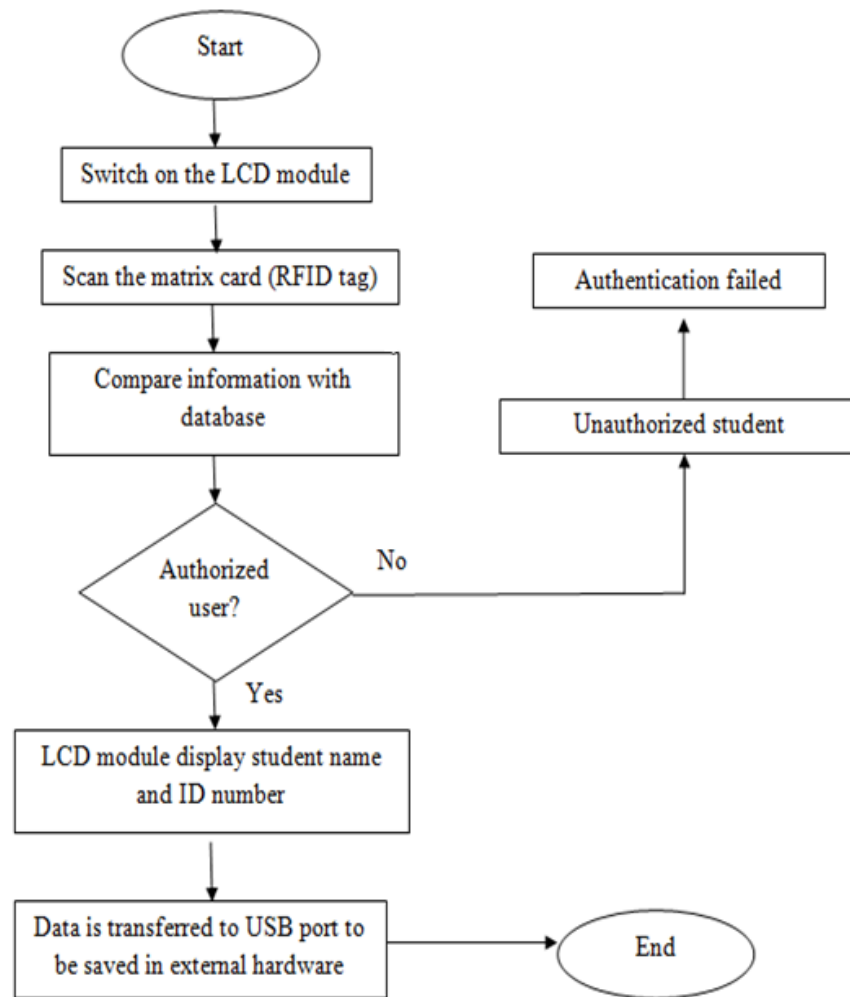 Start
Switch on the LCD module
Scan the matrix card (RFID tag)
Authentication failed
Compare information with
database
Unauthorized student
Authorized
user?
No
Yes
LCD module display student name
and ID number
Data is transferred to USB port to
be saved in external hardware
End